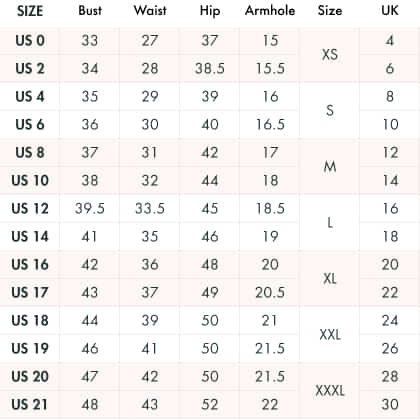 SIZE Bust Waist Hip Armhole Size UK
US 0 33 27 37 15 4
XS
US 2 34 28 38.5 15.5 6
US 4 35 29 39 16 8
S
US 6 36 30 40 16.5 10
US 8 37 31 42 17 12
M
US 10 38 32 44 18 14
US 12 39.5 33.5 45 18.5 16
L
US 14 41 35 46 19 18
US 16 42 36 48 20 20
XL
US 17 43 37 49 20.5 22
US 18 44 39 50 21 24
XXL
US 19 46 41 50 21.5 26
US 20 47 42 50 21.5 28
XXXL
US 21 48 43 52 22 30